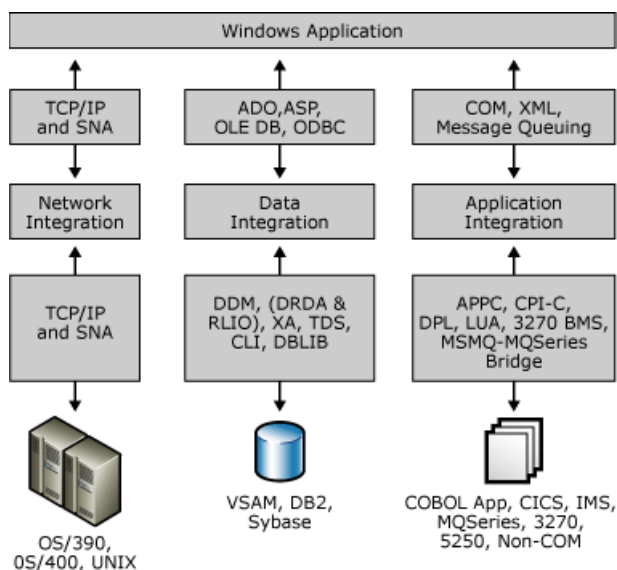 Windows Application
TCP/IP
and SNA
ADO,ASP,
OLE DB, ODBC
COM, XML,
Message Queuing
Network
Integration
Data
Integration
Application
Integration
TCP/IP
and SNA
DDM, (DRDA &
RLIO), XA, TDS,
CLI, DBLIB
APPC, CPI-C,
DPL, LUA, 3270 BMS,
MSMQ-MQSeries
Bridge
OS/390,
0S/400, UNIX
VSAM, DB2,
Sybase
COBOL App, CICS, IMS,
MQSeries, 3270,
5250, Non-COM